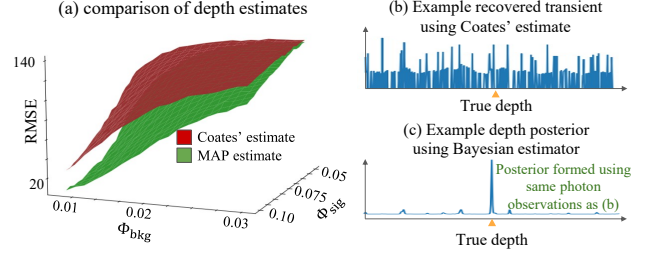 (a) comparison of depth estimates
140
RMSE
20
Coates' estimate
MAP estimate
0.01
0.02
0.03
Φbkg
0.05
0.075
0.10
Φsig
(b) Example recovered transient
using Coates' estimate
True depth
(c) Example depth posterior
using Bayesian estimator
Posterior formed using
same photon
observations as (b)
True depth